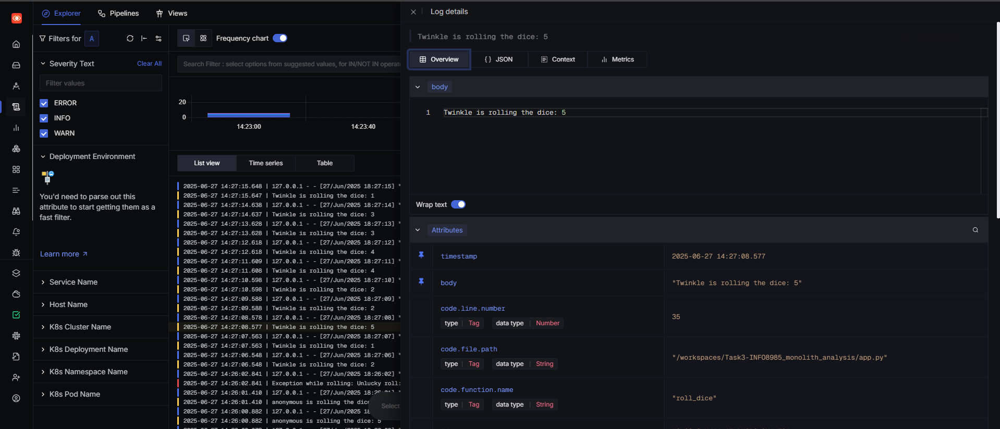 Explorer
Pipelines
Views
Filters for A
Severity Text
Clear All
Filter values
ERROR
INFO
WARN
Deployment Environment
You'd need to parse out this
attribute to start getting them as a
fast filter.
Learn more
Service Name
Host Name
K8s Cluster Name
K8s Deployment Name
K8s Namespace Name
K8s Pod Name
Frequency chart
Search Filter : select options from suggested values, for IN/NOT IN operat
20
0
14:23:00
14:23:40
List view
Time series
Table
2025-06-27 14:27:15.648 | 127.0.0.1 - - [27/Jun/2025 18:27:15] "
2025-06-27 14:27:15.647 | Twinkle is rolling the dice: 1
2025-06-27 14:27:14.638 | 127.0.0.1 - - [27/Jun/2025 18:27:14] "
2025-06-27 14:27:14.637 | Twinkle is rolling the dice: 3
2025-06-27 14:27:13.628 | 127.0.0.1 - - [27/Jun/2025 18:27:13] "
2025-06-27 14:27:13.628 | Twinkle is rolling the dice: 3
2025-06-27 14:27:12.618 | 127.0.0.1 - - [27/Jun/2025 18:27:12] "
2025-06-27 14:27:12.618 | Twinkle is rolling the dice: 4
2025-06-27 14:27:11.609 | 127.0.0.1 - - [27/Jun/2025 18:27:11] "
2025-06-27 14:27:11.608 | Twinkle is rolling the dice: 4
2025-06-27 14:27:10.598 | 127.0.0.1 - - [27/Jun/2025 18:27:10] "
2025-06-27 14:27:10.598 | Twinkle is rolling the dice: 2
2025-06-27 14:27:09.588 | 127.0.0.1 - - [27/Jun/2025 18:27:09] "
2025-06-27 14:27:09.588 | Twinkle is rolling the dice: 2
2025-06-27 14:27:08.578 | 127.0.0.1 - - [27/Jun/2025 18:27:08] "
2025-06-27 14:27:08.577 | Twinkle is rolling the dice: 5
2025-06-27 14:27:07.563 | 127.0.0.1 - - [27/Jun/2025 18:27:07] "
2025-06-27 14:27:07.563 | Twinkle is rolling the dice: 1
2025-06-27 14:27:06.548 | 127.0.0.1 - - [27/Jun/2025 18:27:06] "
2025-06-27 14:27:06.548 | Twinkle is rolling the dice: 2
2025-06-27 14:26:02.841 | 127.0.0.1 - - [27/Jun/2025 18:26:02] "
2025-06-27 14:26:02.841 | Exception while rolling: Unlucky roll:
2025-06-27 14:26:01.410 | 127.0.0.1 - - [27/Jun/2025 18:26:01] "
2025-06-27 14:26:01.410 | anonymous is rolling the dice
2025-06-27 14:26:00.882 | 127.0.0.1 - - [27/Jun/2025 18
2025-06-27 14:26:00.882 | anonymous is rolling the dice: 5
Select
Log details
Twinkle is rolling the dice: 5
Overview
{ } JSON
Context
Metrics
body
1 Twinkle is rolling the dice: 5
Wrap text
Attributes
timestamp
2025-06-27 14:27:08.577
body
"Twinkle is rolling the dice: 5"
code.line.number
type Tag data type Number
35
code.file.path
type Tag data type String
"/workspaces/Task3-INFO8985_monolith_analysis/app.py"
code.function.name
type Tag data type String
"roll_dice"